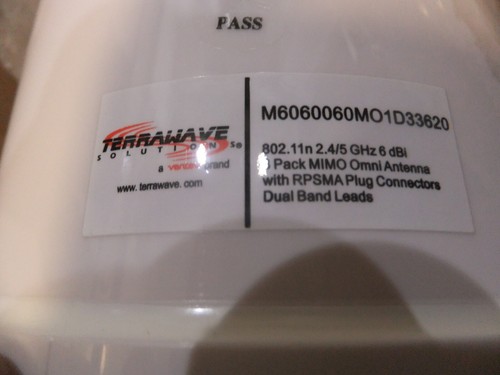 PASS
TERRAWAVE
SOLUTIONS
a brand
www.terrawave.com
M6060060MO1D33620
802.11n 2.4/5 GHz 6 dBi
Pack MIMO Omni Antenna
with RPSMA Plug Connectors
Dual Band Leads